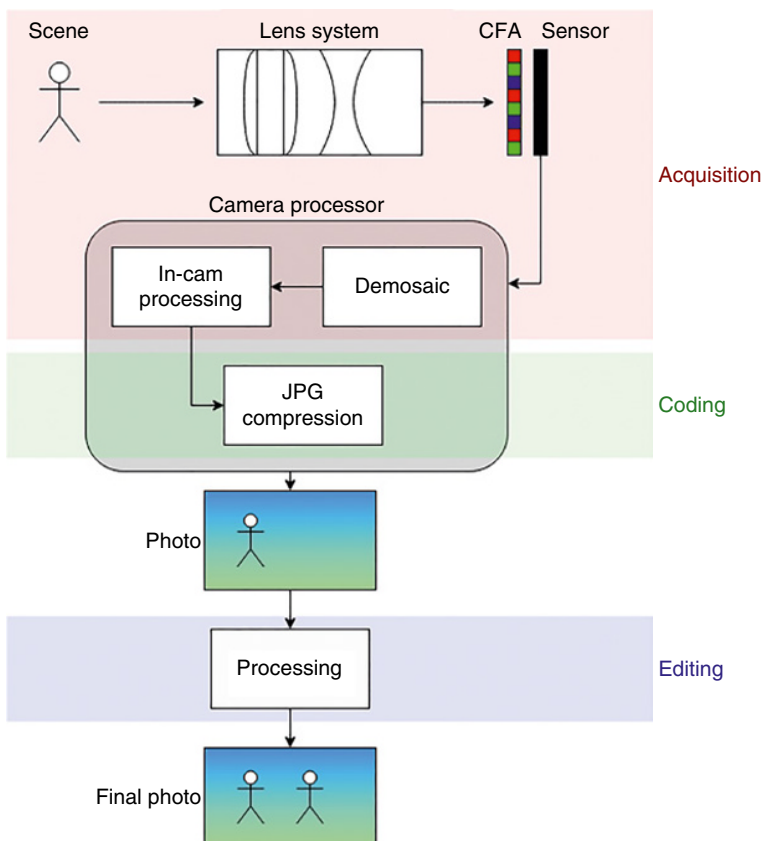 Scene
Lens system
CFA
Sensor
Acquisition
Camera processor
In-cam
processing
Demosaic
JPG
compression
Coding
Photo
Processing
Editing
Final photo